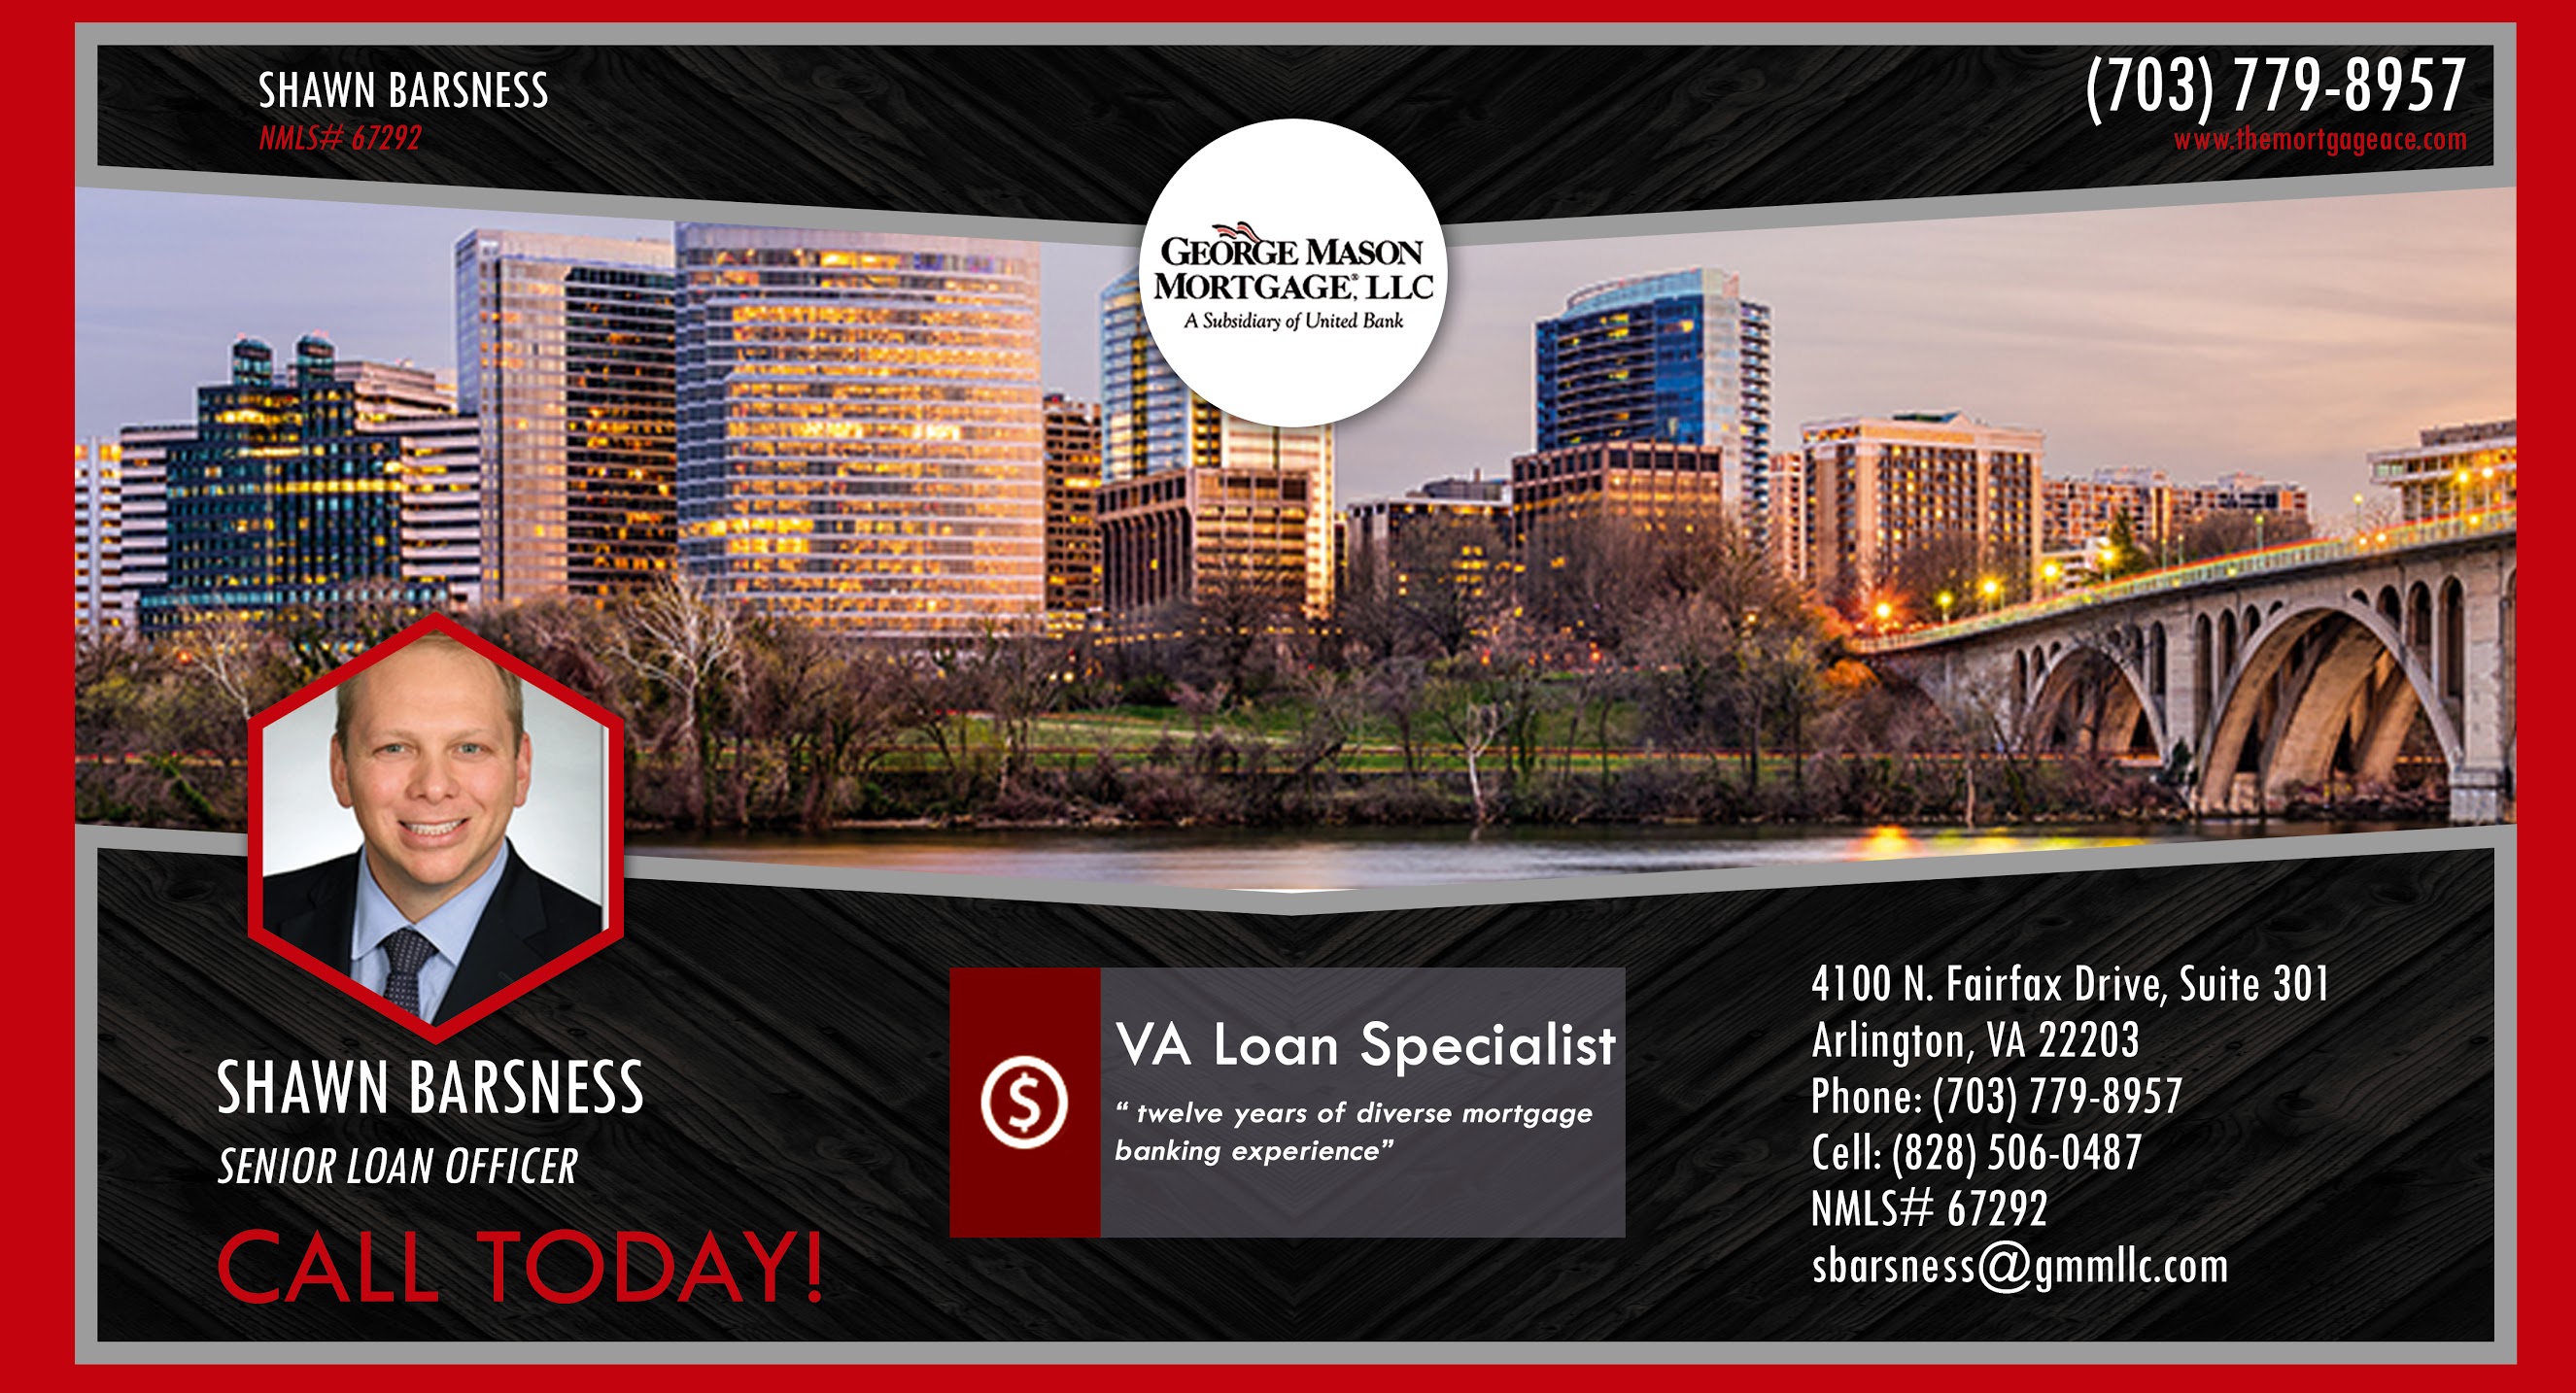 SHAWN BARSNESS
NMLS# 67292
(703) 779-8957
www.themortgageace.com
GEORGE MASON
MORTGAGE®, LLC
A Subsidiary of United Bank
SHAWN BARSNESS
SENIOR LOAN OFFICER
CALL TODAY!
$
VA Loan Specialist
“ twelve years of diverse mortgage
banking experience”
4100 N. Fairfax Drive, Suite 301
Arlington, VA 22203
Phone: (703) 779-8957
Cell: (828) 506-0487
NMLS# 67292
sbarsness@gmmllc.com